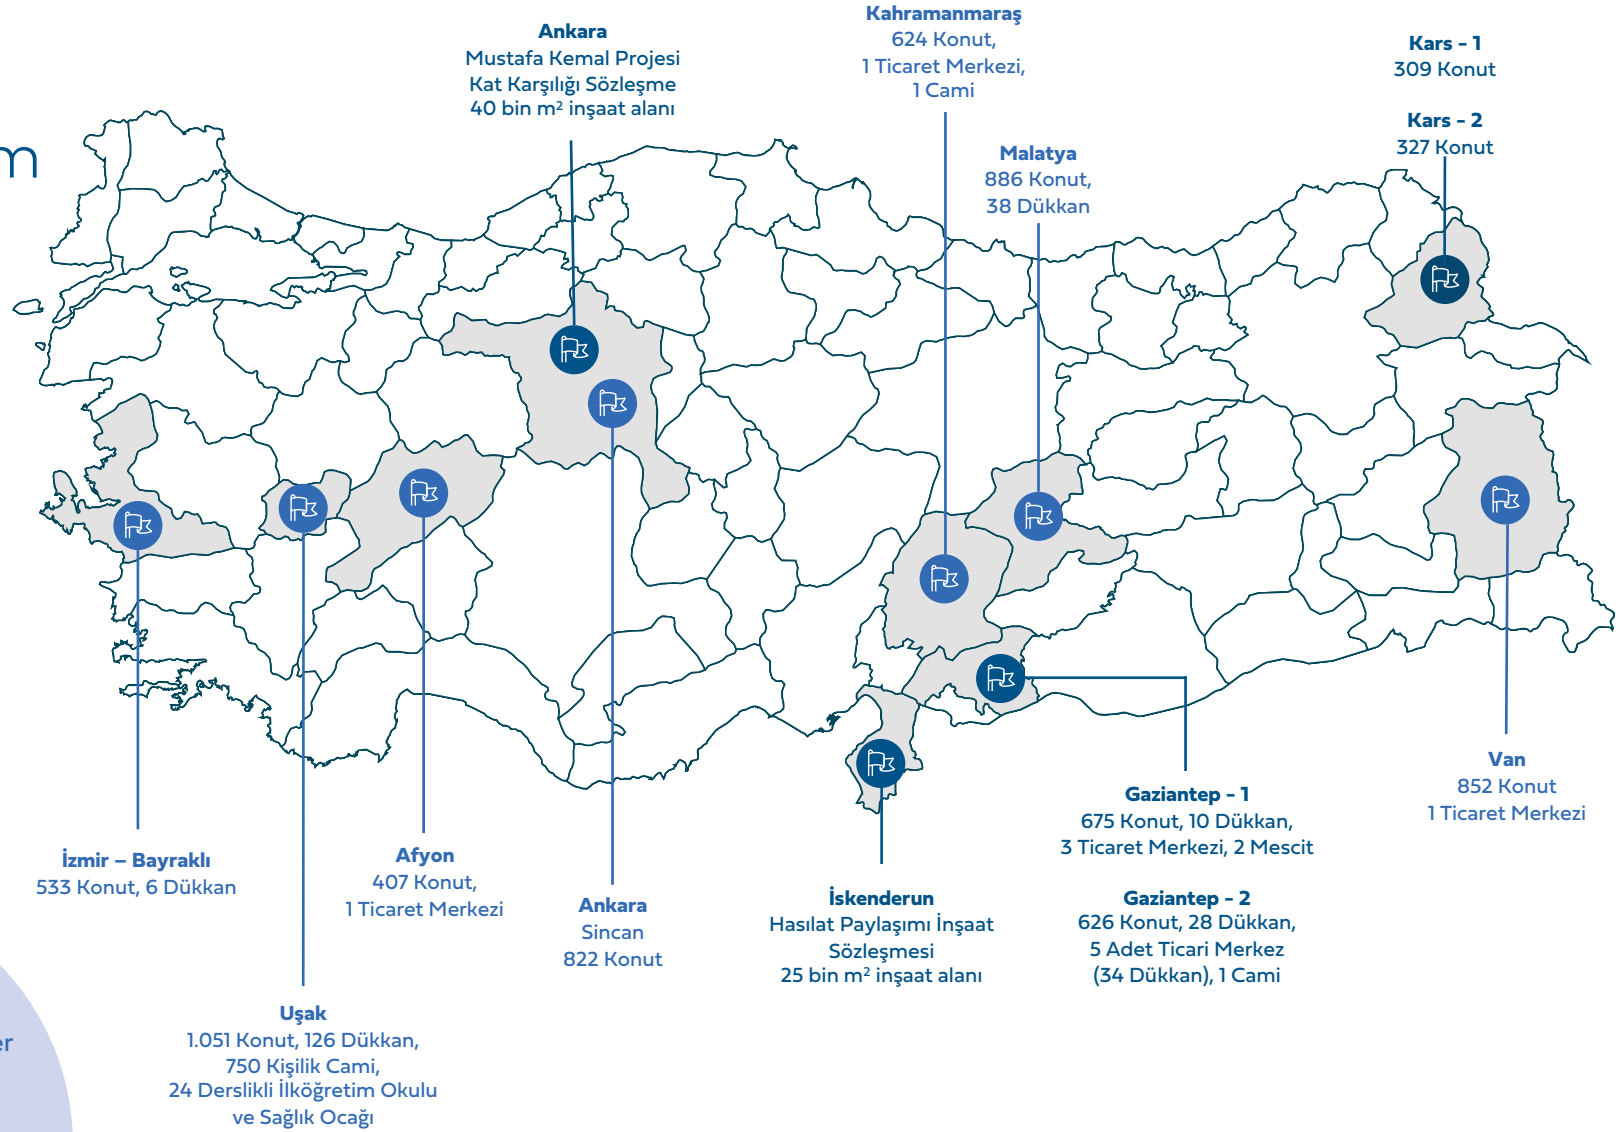 m
Ankara
Mustafa Kemal Projesi
Kat Karşılığı Sözleşme
40 bin m² inşaat alanı
Kahramanmaraş
624 Konut,
1 Ticaret Merkezi,
1 Cami
Malatya
886 Konut,
38 Dükkan
Kars - 1
309 Konut
Kars - 2
327 Konut
İzmir – Bayraklı
533 Konut, 6 Dükkan
Uşak
1.051 Konut, 126 Dükkan,
750 Kişilik Cami,
24 Derslikli İlköğretim Okulu
ve Sağlık Ocağı
Afyon
407 Konut,
1 Ticaret Merkezi
Ankara
Sincan
822 Konut
İskenderun
Hasılat Paylaşımı İnşaat
Sözleşmesi
25 bin m² inşaat alanı
Gaziantep - 1
675 Konut, 10 Dükkan,
3 Ticaret Merkezi, 2 Mescit
Gaziantep - 2
626 Konut, 28 Dükkan,
5 Adet Ticari Merkez
(34 Dükkan), 1 Cami
Van
852 Konut
1 Ticaret Merkezi